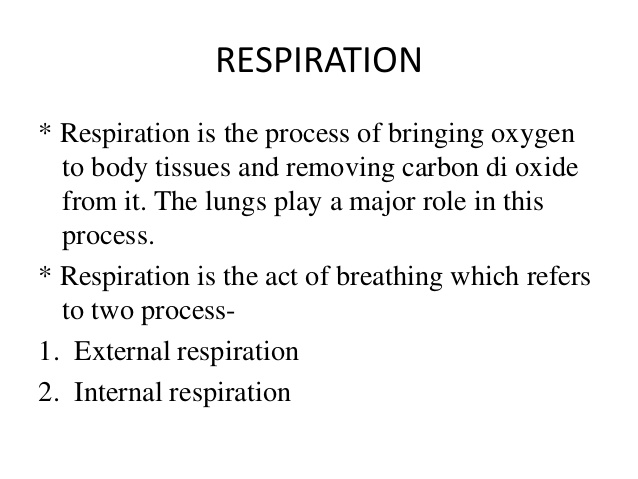 RESPIRATION
* Respiration is the process of bringing oxygen
to body tissues and removing carbon di oxide
from it. The lungs play a major role in this
process.
* Respiration is the act of breathing which refers
to two process-
1. External respiration
2. Internal respiration